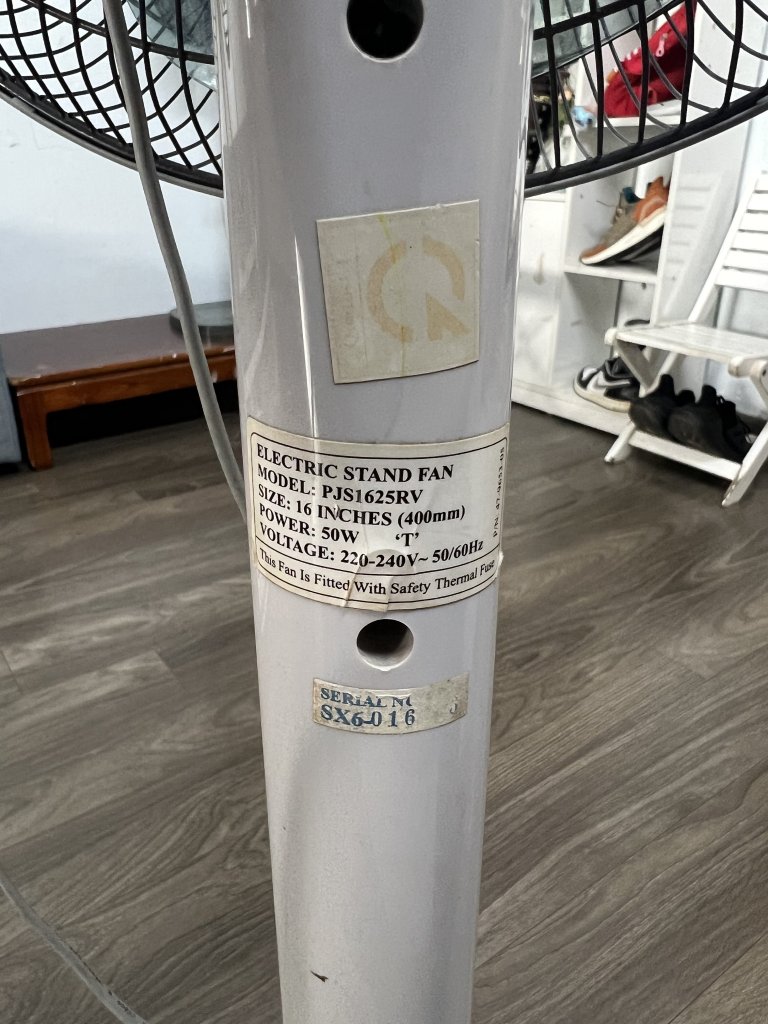 ELECTRIC STAND FAN
MODEL: PJS1625RV
SIZE: 16 INCHES (400mm)
POWER: 50W 'T'
VOLTAGE: 220-240V~ 50/60Hz
This Fan Is Fitted With Safety Thermal Fuse
SERIAL
SX6-016